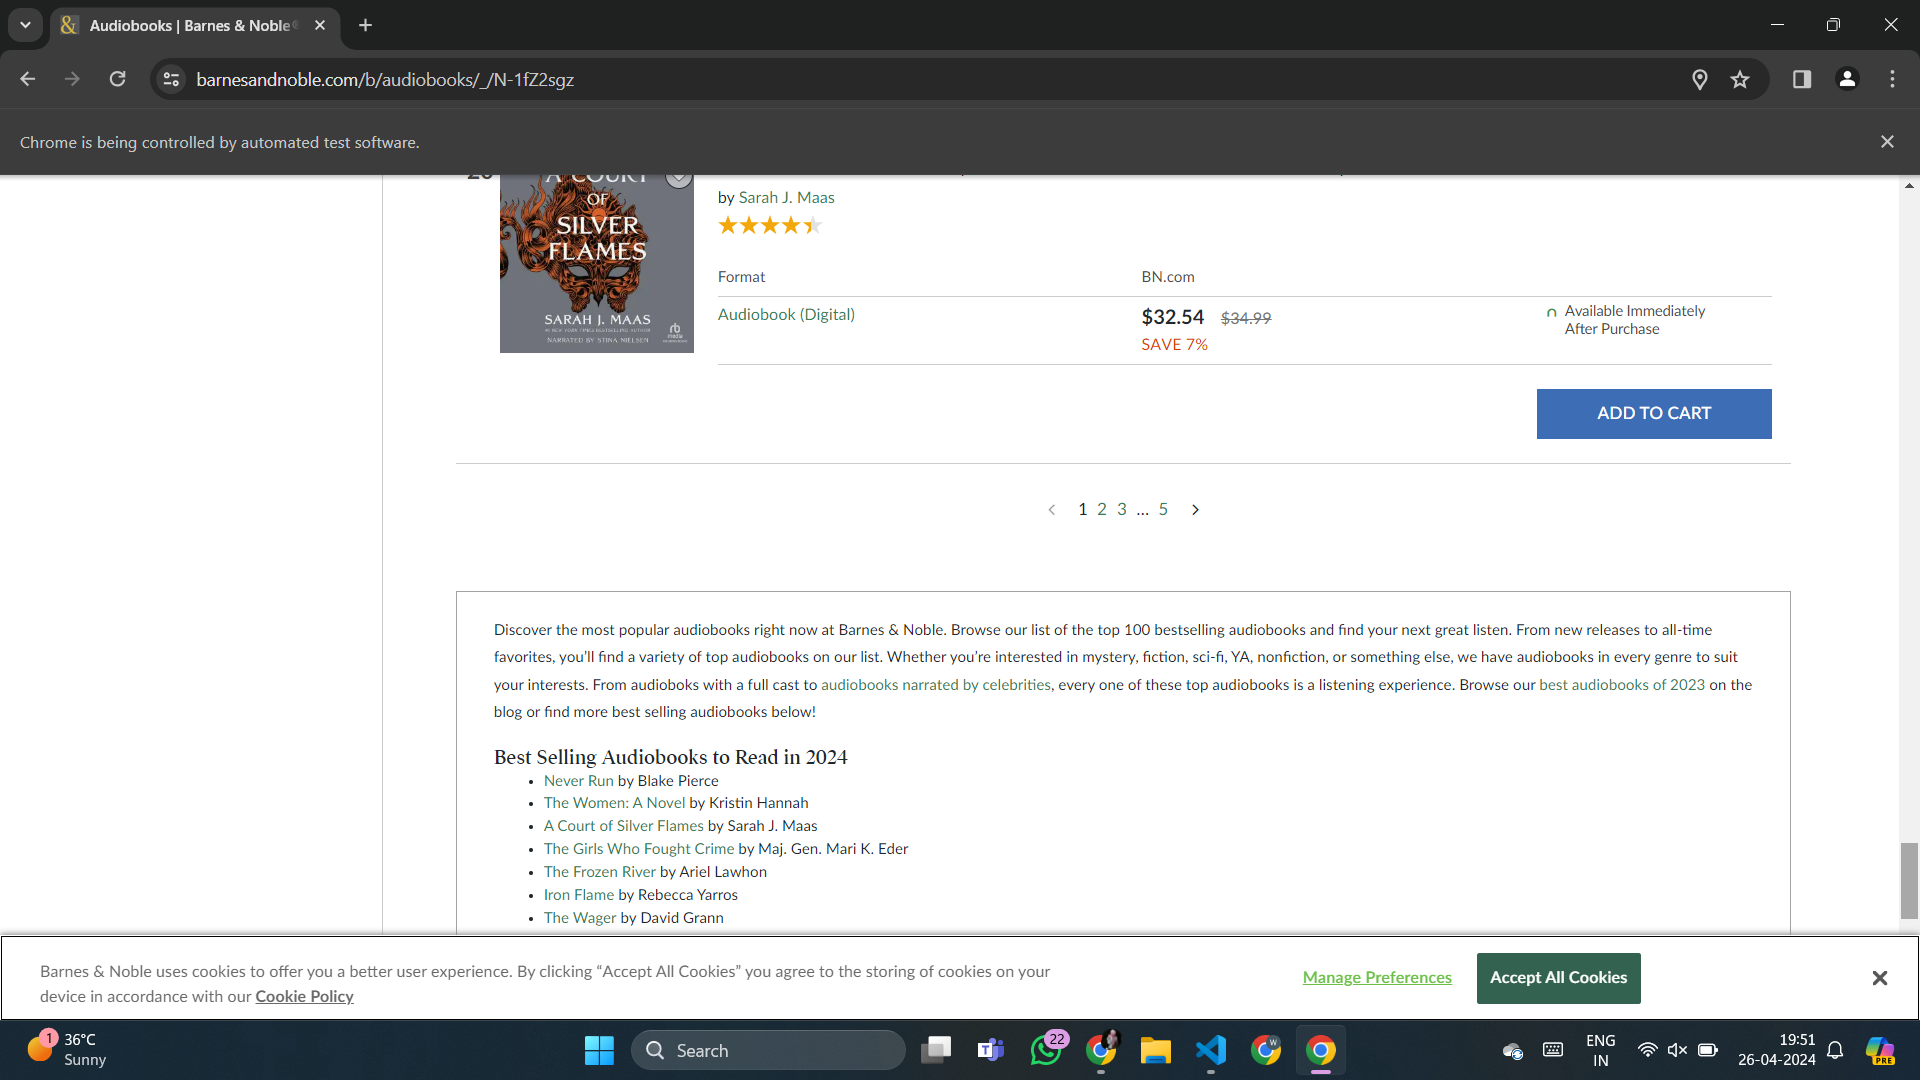 Audiobooks | Barnes & Noble®
barnesandnoble.com/b/audiobooks/_/N-1fZ2sgz
Chrome is being controlled by automated test software.
A COURT
OF
SILVER
FLAMES
SARAH J. MAAS
#1 NEW YORK TIMES BESTSELLING AUTHOR
NARRATED BY STINA NIELSEN
rb
media
by Sarah J. Maas
Format BN.com
Audiobook (Digital) $32.54 $34.99 Available Immediately
After Purchase
SAVE 7%
ADD TO CART
1 2 3 ... 5
Discover the most popular audiobooks right now at Barnes & Noble. Browse our list of the top 100 bestselling audiobooks and find your next great listen. From new releases to all-time
favorites, you’ll find a variety of top audiobooks on our list. Whether you’re interested in mystery, fiction, sci-fi, YA, nonfiction, or something else, we have audiobooks in every genre to suit
your interests. From audioboks with a full cast to audiobooks narrated by celebrities, every one of these top audiobooks is a listening experience. Browse our best audiobooks of 2023 on the
blog or find more best selling audiobooks below!
Best Selling Audiobooks to Read in 2024
• Never Run by Blake Pierce
• The Women: A Novel by Kristin Hannah
• A Court of Silver Flames by Sarah J. Maas
• The Girls Who Fought Crime by Maj. Gen. Mari K. Eder
• The Frozen River by Ariel Lawhon
• Iron Flame by Rebecca Yarros
• The Wager by David Grann
Barnes & Noble uses cookies to offer you a better user experience. By clicking “Accept All Cookies” you agree to the storing of cookies on your
device in accordance with our Cookie Policy
Manage Preferences
Accept All Cookies
1
36°C
Sunny
Search
22
W
ENG
IN
19:51
26-04-2024
PRE